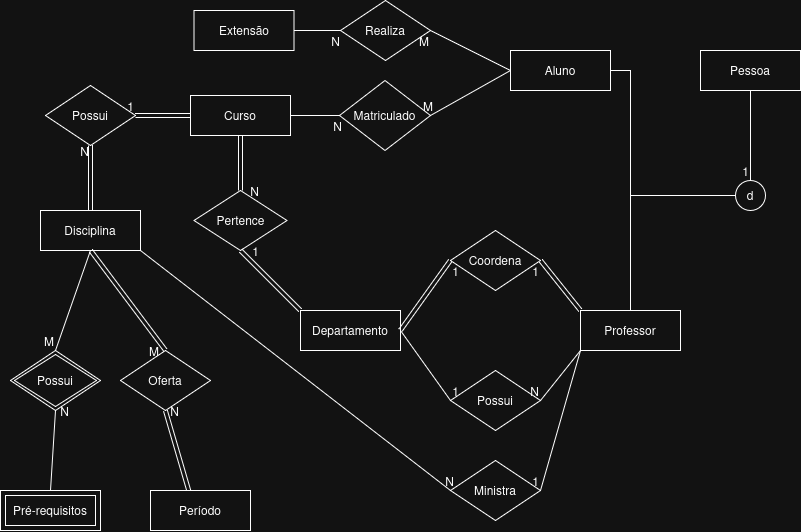 Extensão
Realiza
N
M
Aluno
Pessoa
Possui
1
Curso
Matriculado
M
N
N
1
d
N
Pertence
1
Disciplina
Coordena
1
1
Departamento
Professor
M
M
Possui
Oferta
1
N
Possui
N
N
N
1
Ministra
Pré-requisitos
Período